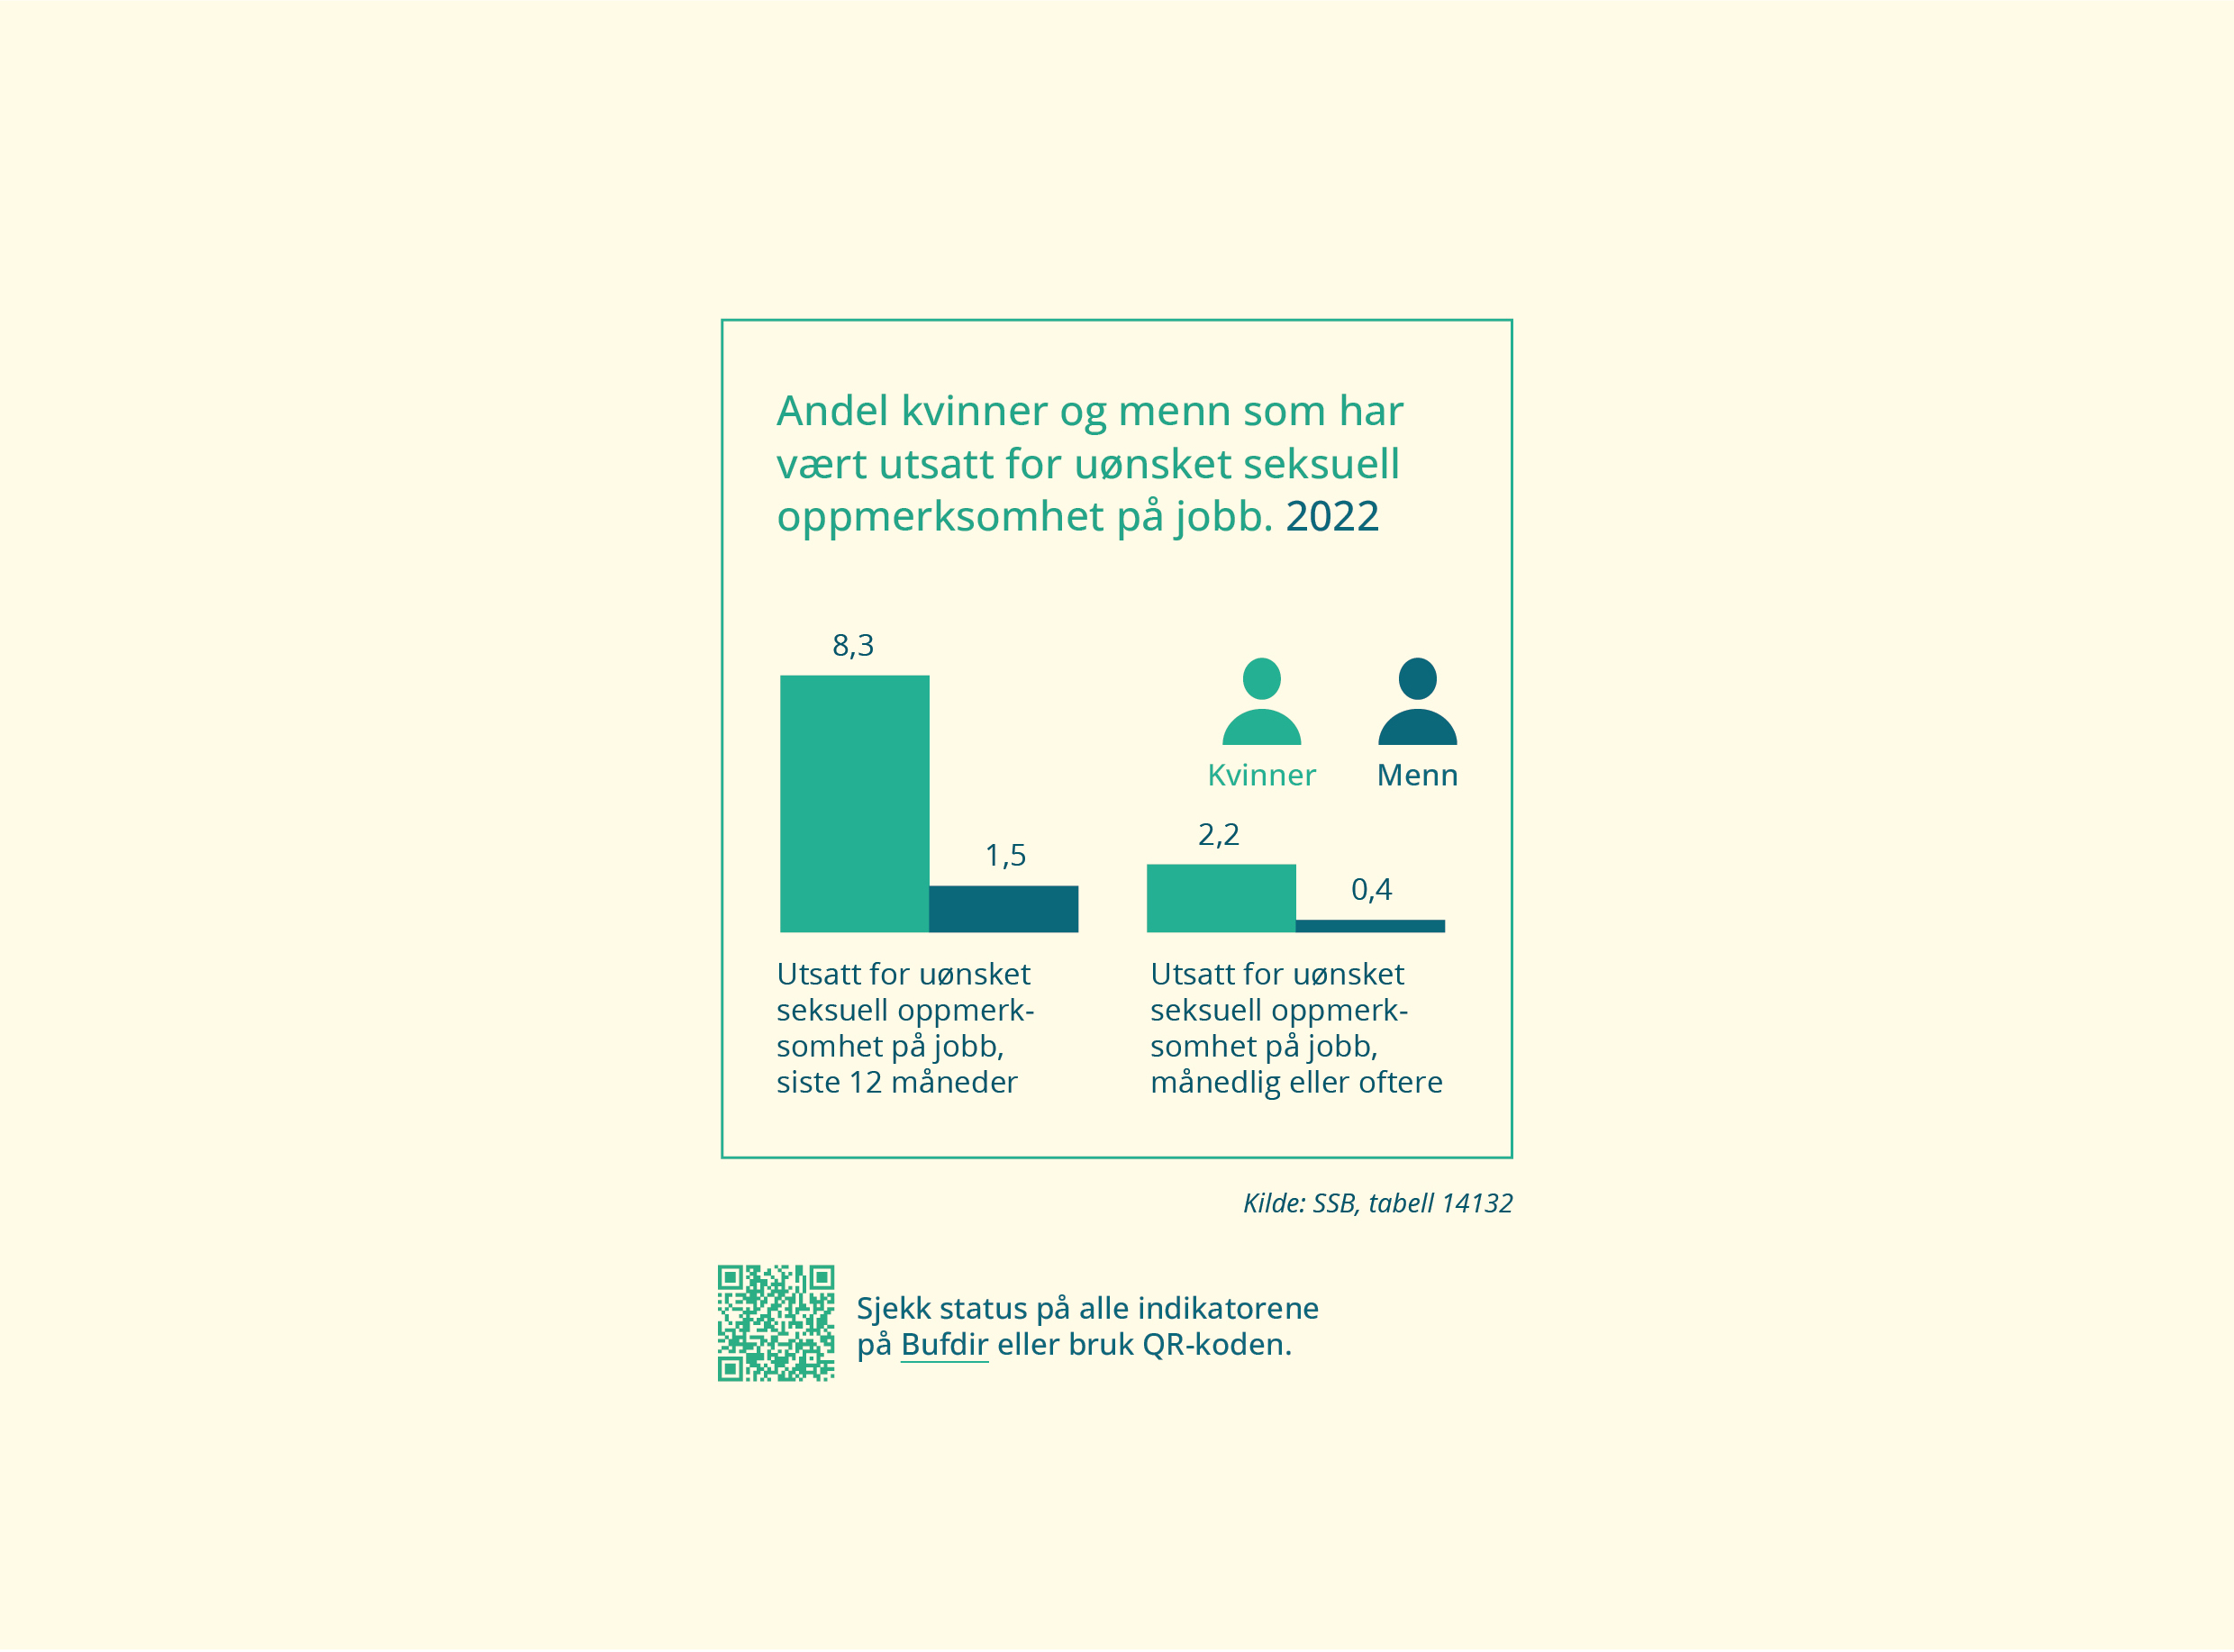 Andel kvinner og menn som har
vært utsatt for uønsket seksuell
oppmerksomhet på jobb. 2022
8,3
1,5
Kvinner
Menn
2,2
0,4
Utsatt for uønsket
seksuell oppmerk-
somhet på jobb,
siste 12 måneder
Utsatt for uønsket
seksuell oppmerk-
somhet på jobb,
månedlig eller oftere
Kilde: SSB, tabell 14132
Sjekk status på alle indikatorene
på Bufdir eller bruk QR-koden.